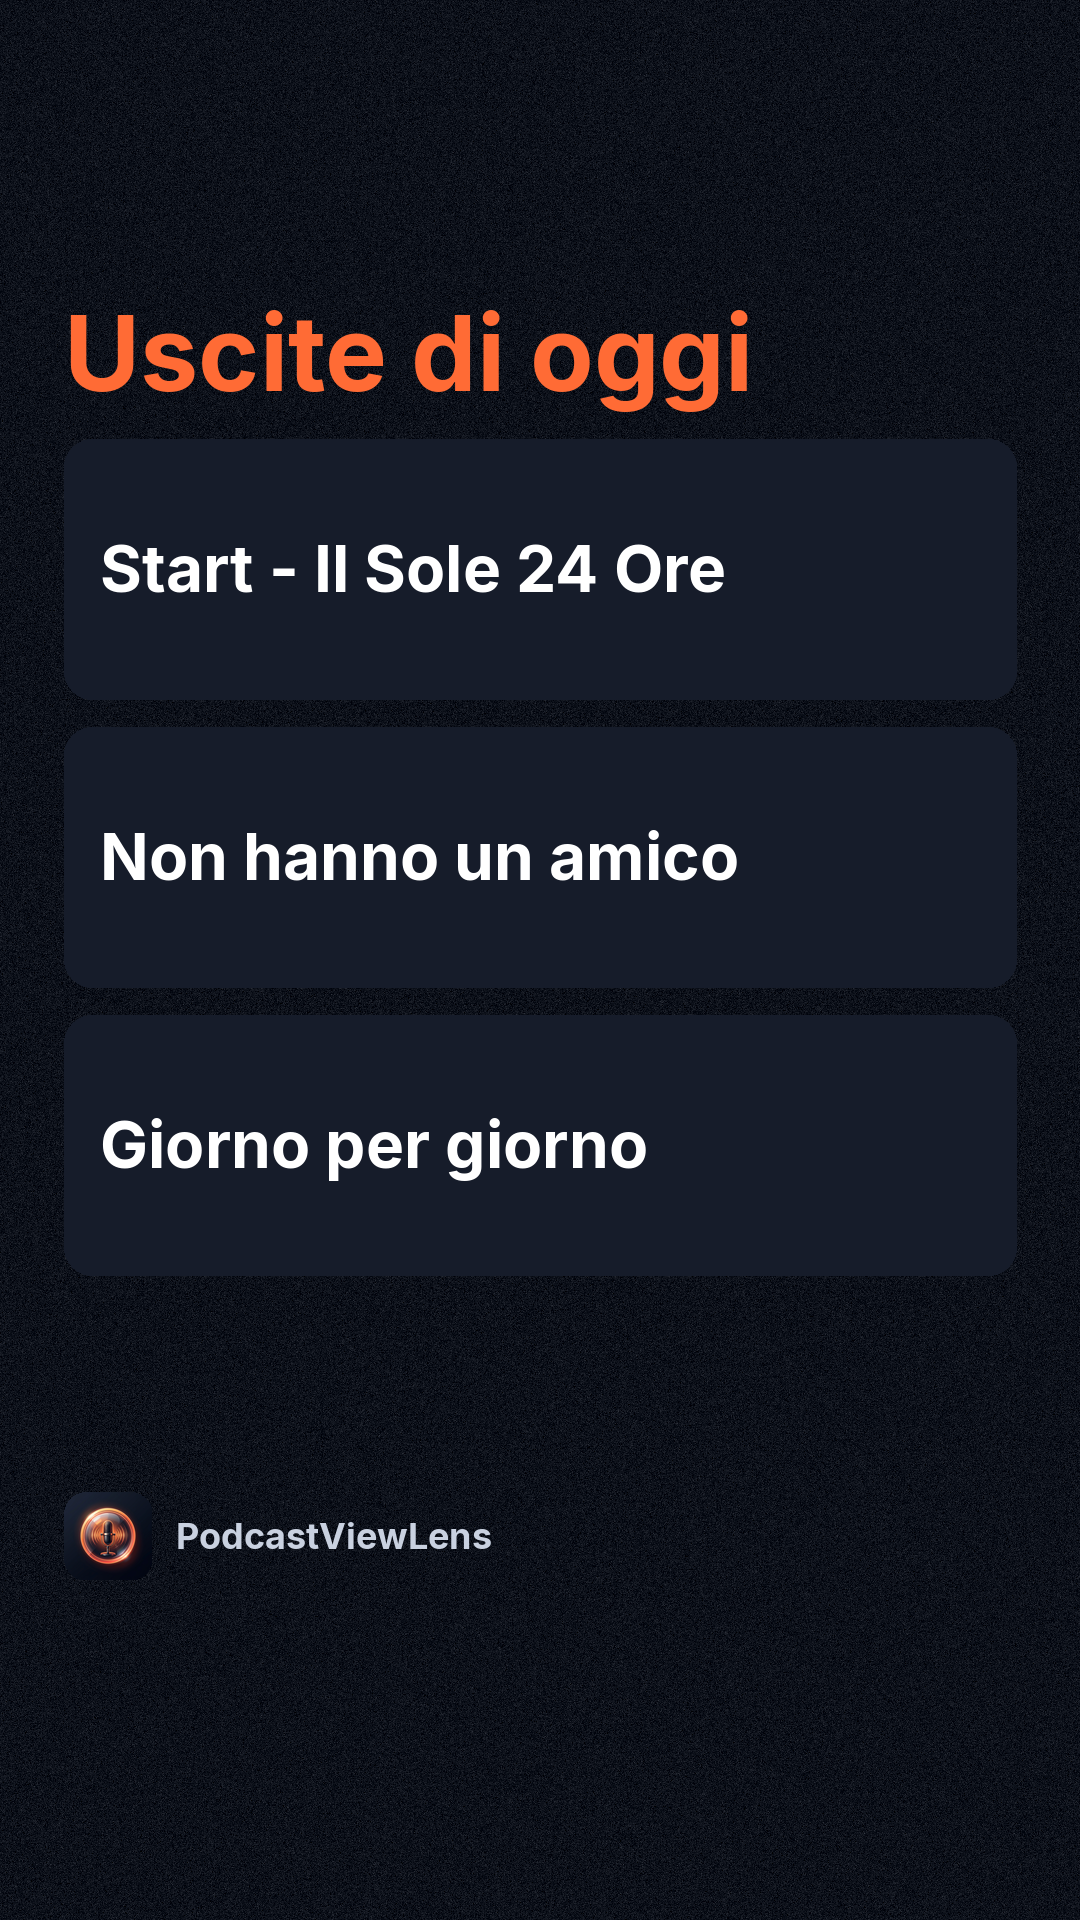 Uscite di oggi
Start - Il Sole 24 Ore
Non hanno un amico
Giorno per giorno
PodcastViewLens